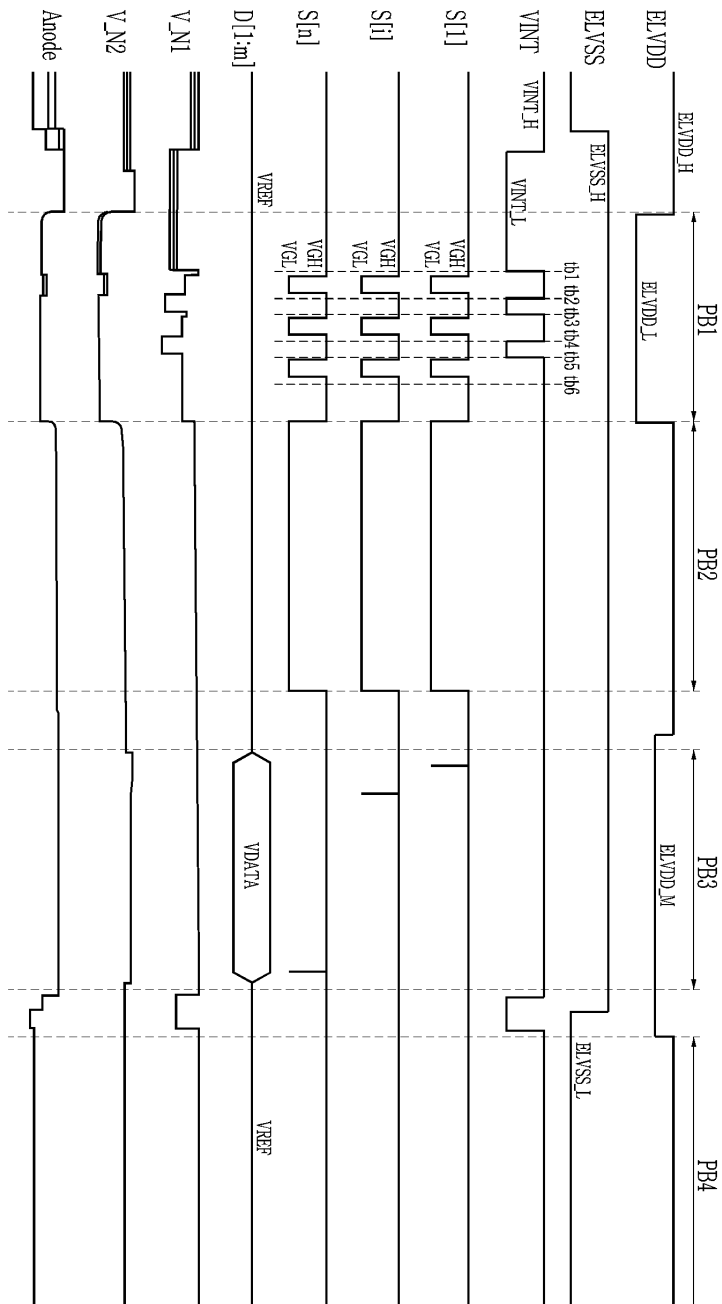 PB1
PB2
PB3
PB4
ELVDD
ELVDD_H
ELVDD_L
ELVDD_M
ELVSS
ELVSS_H
ELVSS_L
VINT
VINT_H
VINT_L
tb1 tb2 tb3 tb4 tb5 tb6
S[1]
VGH
VGL
S[i]
VGH
VGL
S[n]
VGH
VGL
D[1:m]
VREF
VDATA
VREF
V_N1
V_N2
Anode